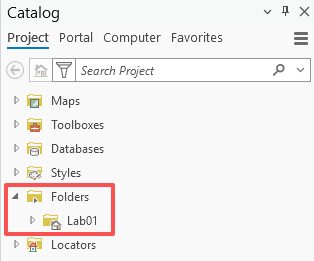 Catalog
Project Portal Computer Favorites
Search Project
Maps
Toolboxes
Databases
Styles
Folders
Lab01
Locators